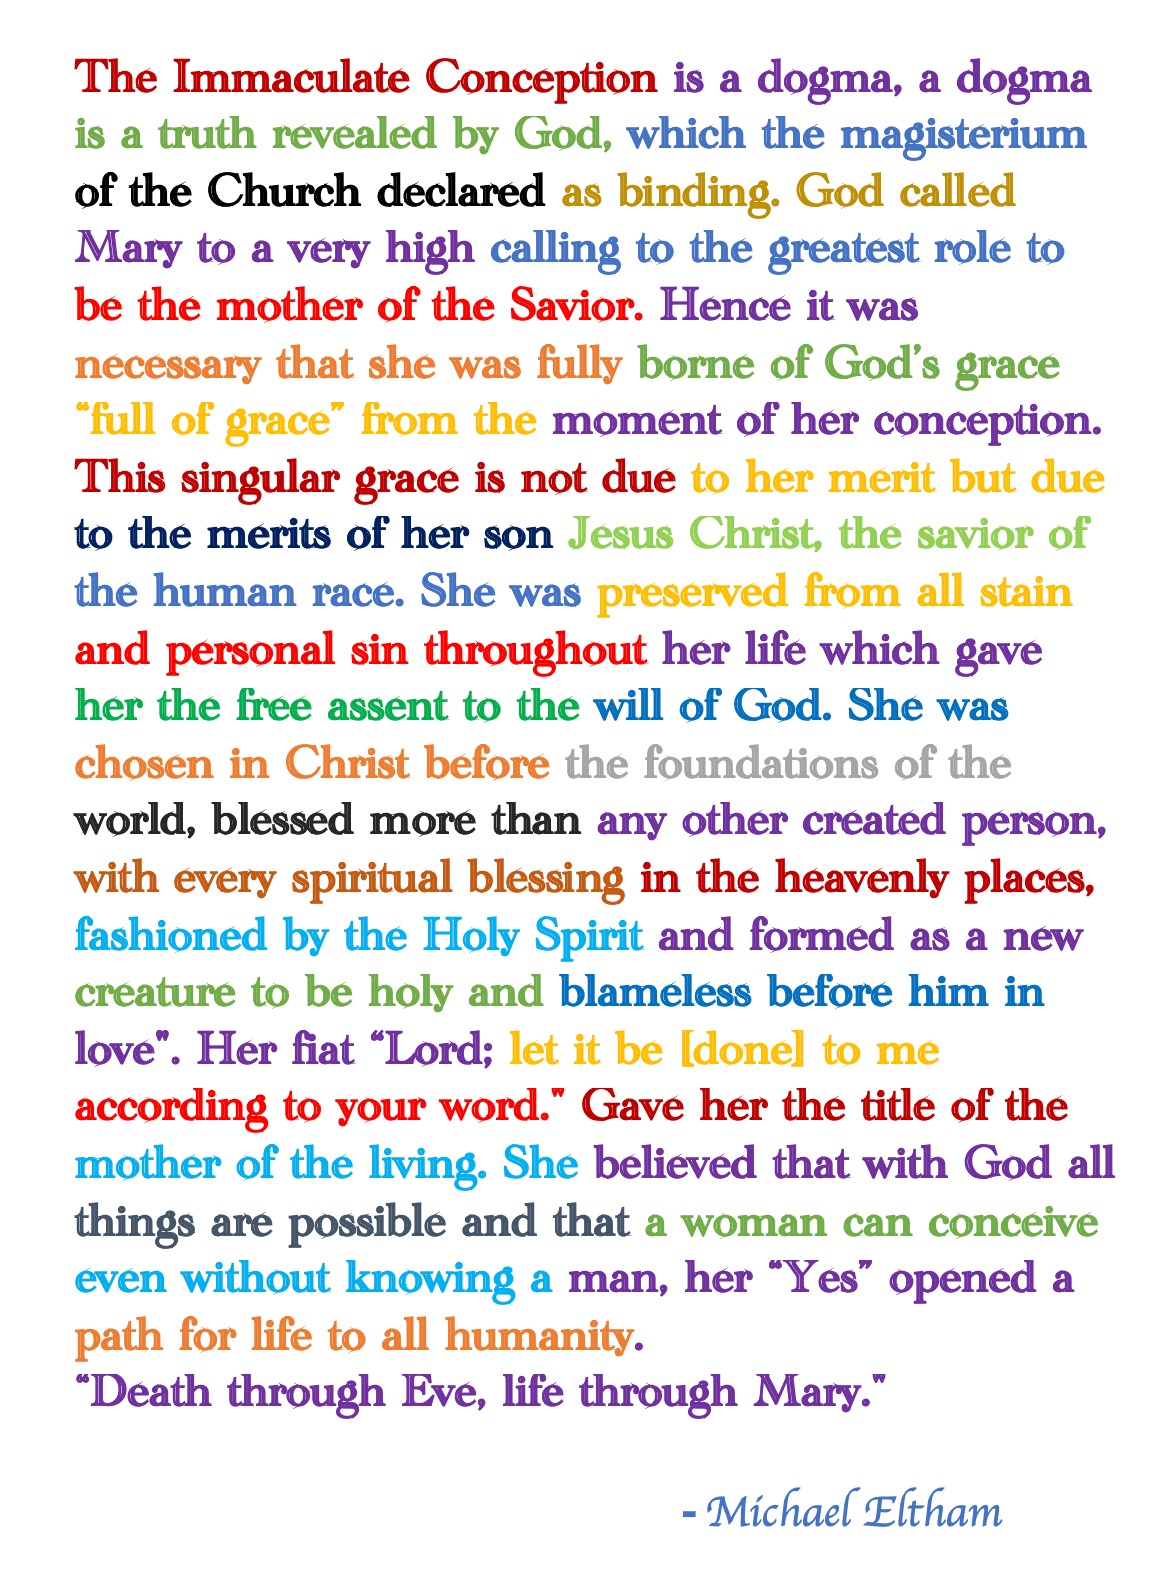 The Immaculate Conception is a dogma, a dogma
is a truth revealed by God, which the magisterium
of the Church declared as binding. God called
Mary to a very high calling to the greatest role to
be the mother of the Savior. Hence it was
necessary that she was fully borne of God’s grace
“full of grace” from the moment of her conception.
This singular grace is not due to her merit but due
to the merits of her son Jesus Christ, the savior of
the human race. She was preserved from all stain
and personal sin throughout her life which gave
her the free assent to the will of God. She was
chosen in Christ before the foundations of the
world, blessed more than any other created person,
with every spiritual blessing in the heavenly places,
fashioned by the Holy Spirit and formed as a new
creature to be holy and blameless before him in
love". Her fiat “Lord; let it be [done] to me
according to your word." Gave her the title of the
mother of the living. She believed that with God all
things are possible and that a woman can conceive
even without knowing a man, her “Yes” opened a
path for life to all humanity.
“Death through Eve, life through Mary."
- Michael Eltham